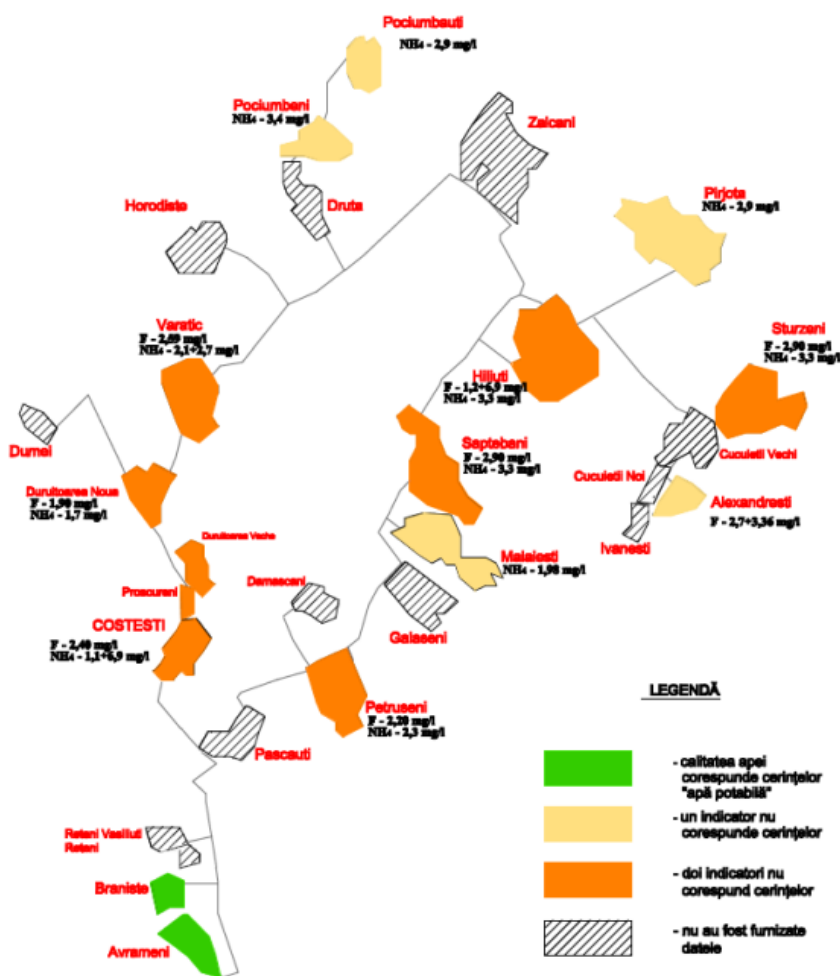 Pociumbauti
NH₄ - 2,9 mg/l
Pociumbeni
NH₄ - 3,4 mg/l
Zaicani
Horodiste
Druta
Pirjota
NH₄ - 2,9 mg/l
Varatic
F - 2,69 mg/l
NH₄ - 2,1÷2,7 mg/l
Sturzeni
F - 2,90 mg/l
NH₄ - 3,3 mg/l
Hiliuti
F - 1,2÷6,9 mg/l
NH₄ - 3,3 mg/l
Dumei
Saptebani
F - 2,90 mg/l
NH₄ - 3,3 mg/l
Cucuietii Vechi
Cucuietii Noi
Duruitoarea Noua
F - 1,90 mg/l
NH₄ - 1,7 mg/l
Alexandresti
F - 2,7÷3,36 mg/l
Ivanesti
Duruitoarea Veche
Malaiesti
NH₄ - 1,98 mg/l
Damascani
Proscureni
Galaseni
COSTESTI
F - 2,40 mg/l
NH₄ - 1,1÷6,9 mg/l
Petruseni
F - 2,20 mg/l
NH₄ - 2,3 mg/l
Pascauti
LEGENDĂ
- calitatea apei
corespunde cerințelor
"apă potabilă"
- un indicator nu
corespunde cerințelor
- doi indicatori nu
corespund cerințelor
- nu au fost furnizate
datele
Reteni Vasileuti
Reteni
Braniste
Avrameni